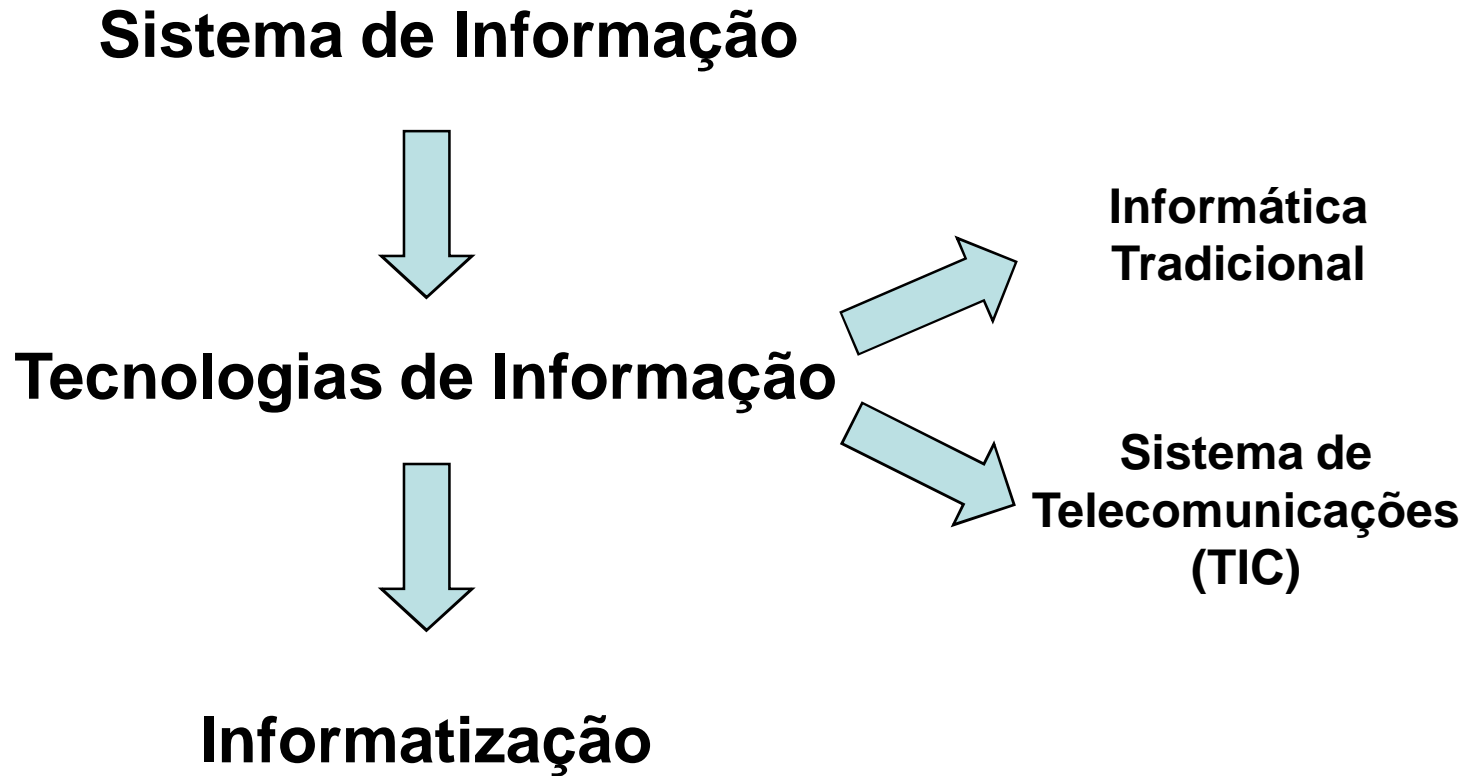 Sistema de Informação
Informática
Tradicional
Tecnologias de Informação
Sistema de
Telecomunicações
(TIC)
Informatização